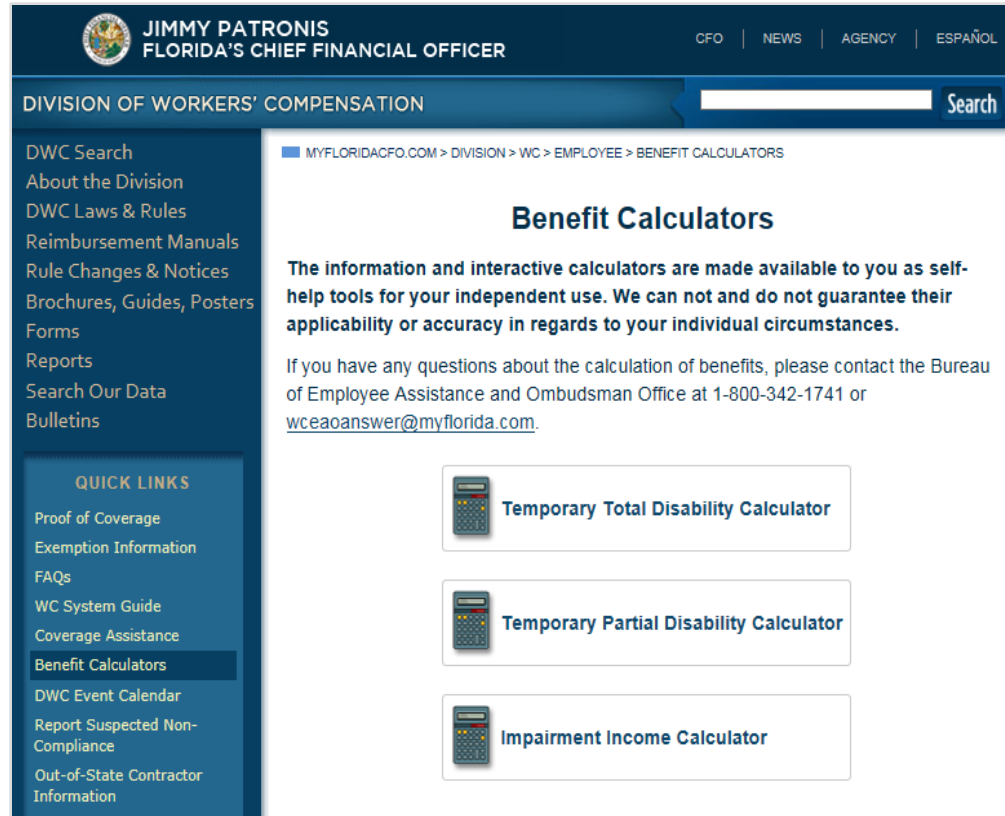 JIMMY PATRONIS
FLORIDA'S CHIEF FINANCIAL OFFICER
CFO | NEWS | AGENCY | ESPAÑOL
DIVISION OF WORKERS' COMPENSATION
Search
DWC Search
About the Division
DWC Laws & Rules
Reimbursement Manuals
Rule Changes & Notices
Brochures, Guides, Posters
Forms
Reports
Search Our Data
Bulletins
QUICK LINKS
Proof of Coverage
Exemption Information
FAQs
WC System Guide
Coverage Assistance
Benefit Calculators
DWC Event Calendar
Report Suspected Non-
Compliance
Out-of-State Contractor
Information
MYFLORIDACFO.COM > DIVISION > WC > EMPLOYEE > BENEFIT CALCULATORS
Benefit Calculators
The information and interactive calculators are made available to you as self-
help tools for your independent use. We can not and do not guarantee their
applicability or accuracy in regards to your individual circumstances.
If you have any questions about the calculation of benefits, please contact the Bureau
of Employee Assistance and Ombudsman Office at 1-800-342-1741 or
wceaoanswer@myflorida.com.
Temporary Total Disability Calculator
Temporary Partial Disability Calculator
Impairment Income Calculator